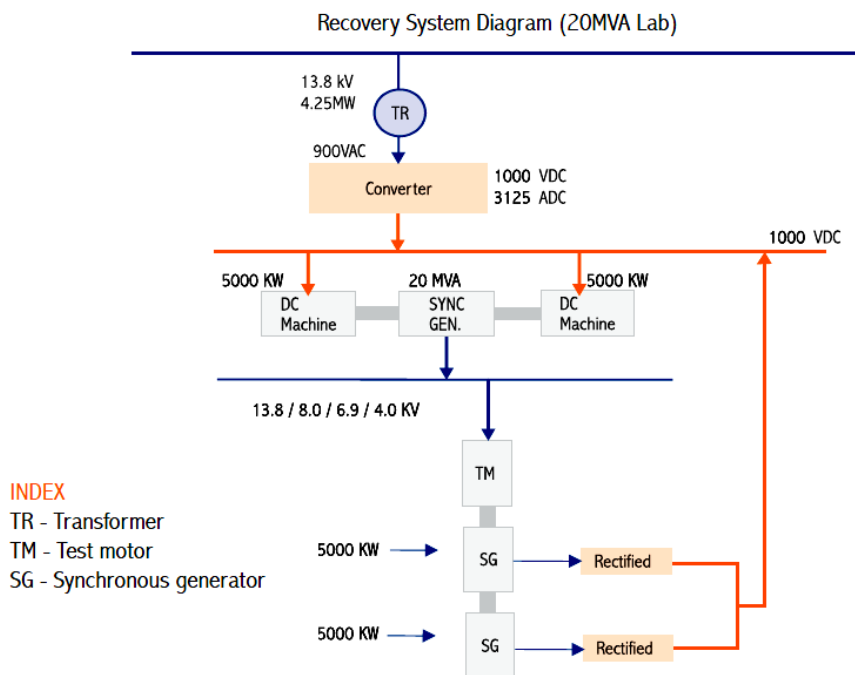 Recovery System Diagram (20MVA Lab)
13.8 kV
4.25MW
TR
900VAC
Converter
1000 VDC
3125 ADC
1000 VDC
5000 KW
20 MVA
5000 KW
DC
Machine
SYNC
GEN.
DC
Machine
13.8 / 8.0 / 6.9 / 4.0 KV
TM
INDEX
TR - Transformer
TM - Test motor
SG - Synchronous generator
5000 KW
SG
Rectified
5000 KW
SG
Rectified